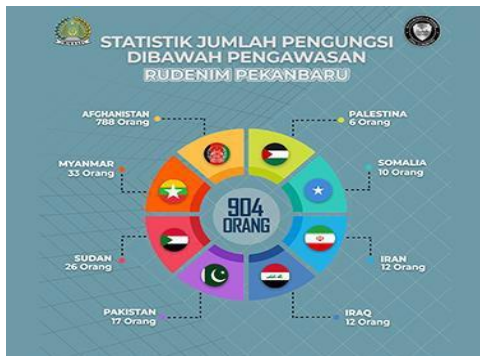 STATISTIK JUMLAH PENGUNGSI
DIBAWAH PENGAWASAN
RUDENIM PEKANBARU
AFGHANISTAN
788 Orang
PALESTINA
6 Orang
MYANMAR
33 Orang
SOMALIA
10 Orang
904
ORANG
SUDAN
26 Orang
IRAN
12 Orang
PAKISTAN
17 Orang
IRAQ
12 Orang